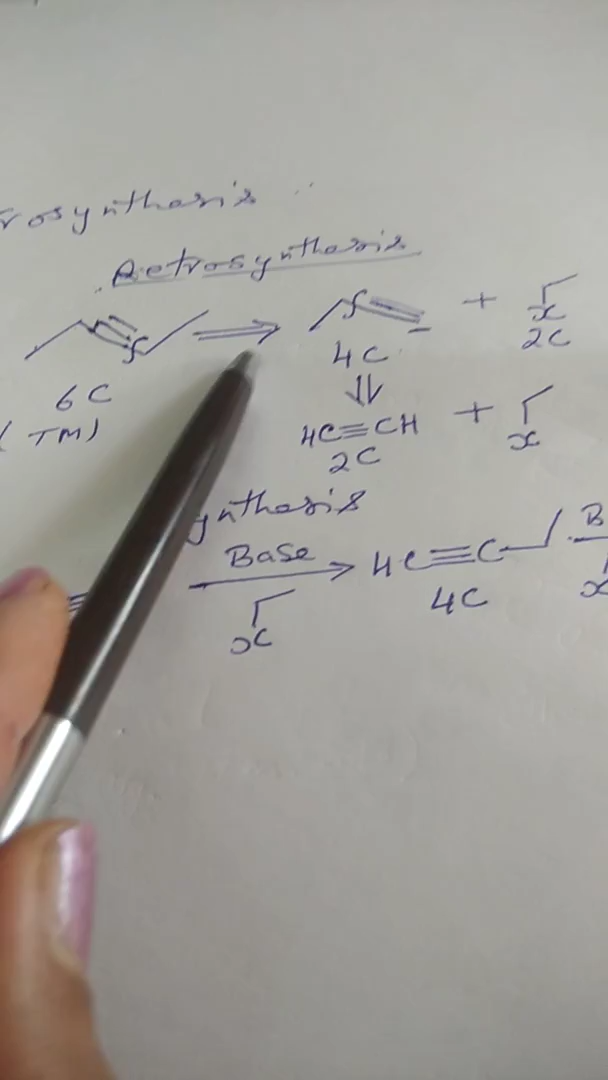 rosynthesis
Retrosynthesis
+ x
4C 2C
6C
(TM) HC≡CH + x
2C
ynthesis
Base HC≡C B
4C x
x